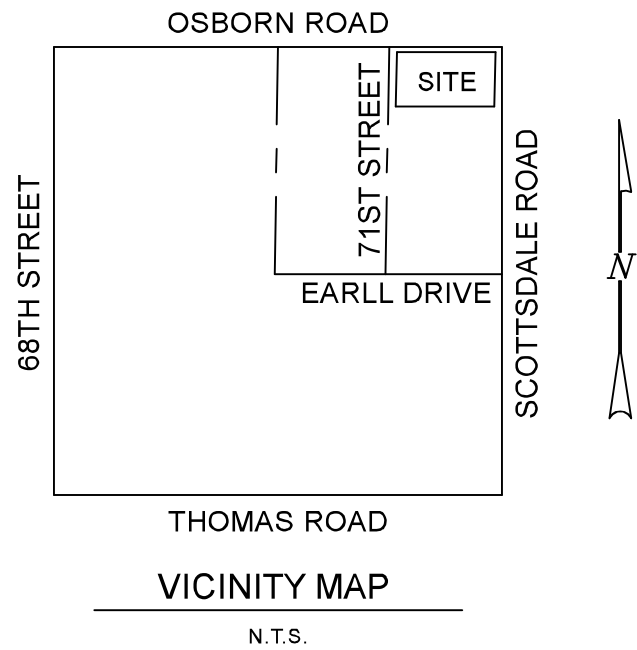 OSBORN ROAD
SITE
71ST STREET
68TH STREET
SCOTTSDALE ROAD
N
EARLL DRIVE
THOMAS ROAD
VICINITY MAP
N.T.S.